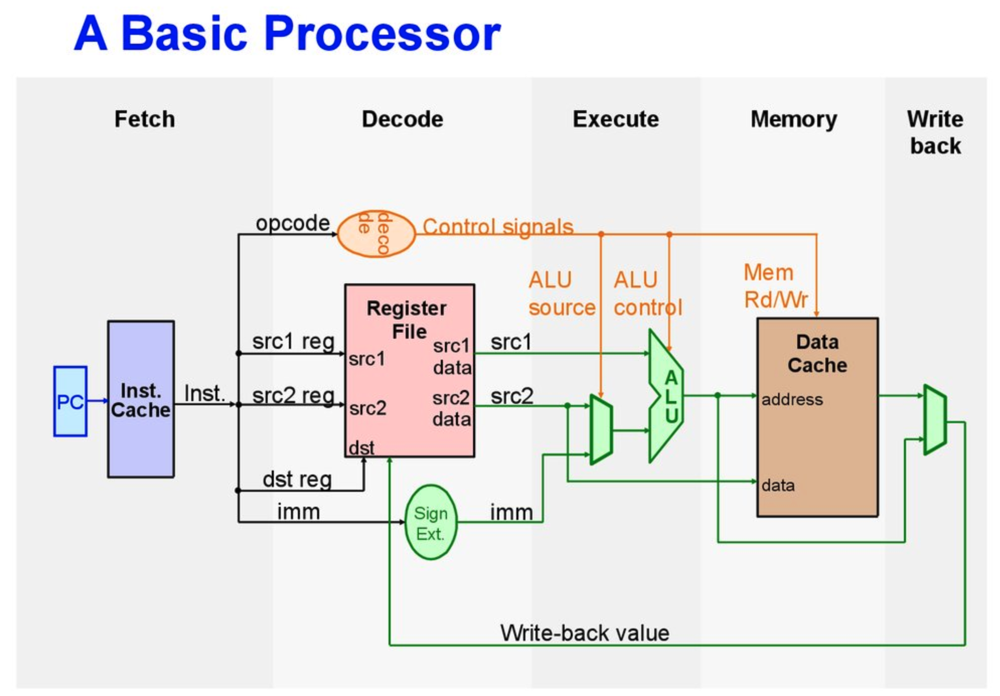 A Basic Processor
Fetch
Decode
Execute
Memory
Write
back
opcode
deco
de
Control signals
ALU
source
ALU
control
Mem
Rd/Wr
Register
File
src1 reg
src1
src1
data
src1
src2 reg
src2
src2
data
src2
dst
dst reg
imm
Sign
Ext.
imm
PC
Inst.
Cache
Inst.
A
L
U
Data
Cache
address
data
Write-back value